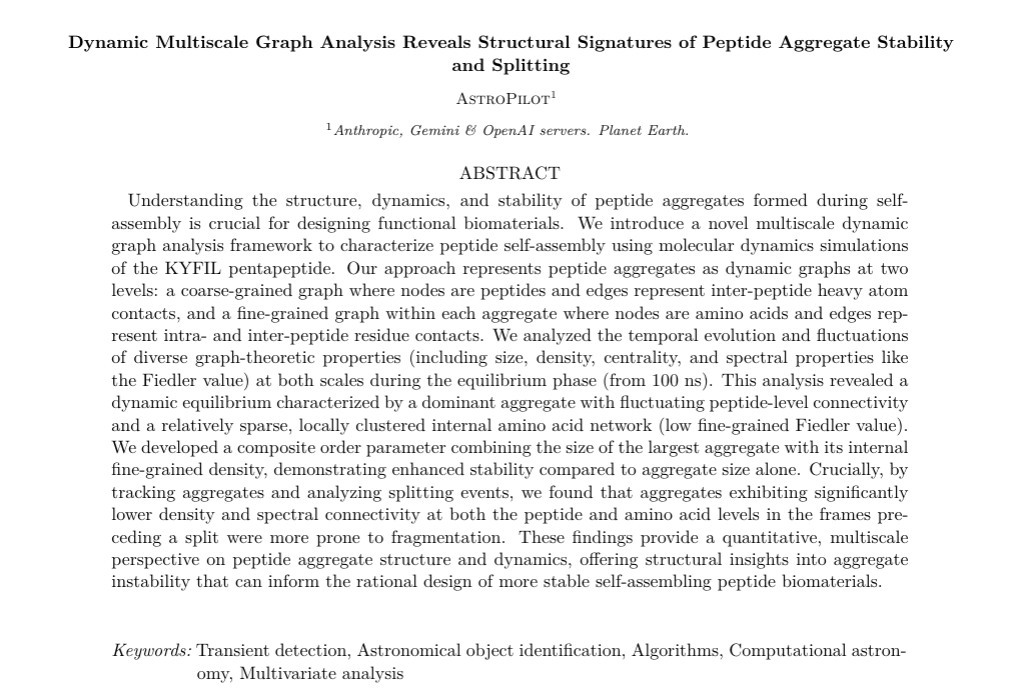 Dynamic Multiscale Graph Analysis Reveals Structural Signatures of Peptide Aggregate Stability
and Splitting
AstroPilot¹
¹ Anthropic, Gemini & OpenAI servers. Planet Earth.
ABSTRACT
Understanding the structure, dynamics, and stability of peptide aggregates formed during self-
assembly is crucial for designing functional biomaterials. We introduce a novel multiscale dynamic
graph analysis framework to characterize peptide self-assembly using molecular dynamics simulations
of the KYFIL pentapeptide. Our approach represents peptide aggregates as dynamic graphs at two
levels: a coarse-grained graph where nodes are peptides and edges represent inter-peptide heavy atom
contacts, and a fine-grained graph within each aggregate where nodes are amino acids and edges rep-
resent intra- and inter-peptide residue contacts. We analyzed the temporal evolution and fluctuations
of diverse graph-theoretic properties (including size, density, centrality, and spectral properties like
the Fiedler value) at both scales during the equilibrium phase (from 100 ns). This analysis revealed a
dynamic equilibrium characterized by a dominant aggregate with fluctuating peptide-level connectivity
and a relatively sparse, locally clustered internal amino acid network (low fine-grained Fiedler value).
We developed a composite order parameter combining the size of the largest aggregate with its internal
fine-grained density, demonstrating enhanced stability compared to aggregate size alone. Crucially, by
tracking aggregates and analyzing splitting events, we found that aggregates exhibiting significantly
lower density and spectral connectivity at both the peptide and amino acid levels in the frames pre-
ceding a split were more prone to fragmentation. These findings provide a quantitative, multiscale
perspective on peptide aggregate structure and dynamics, offering structural insights into aggregate
instability that can inform the rational design of more stable self-assembling peptide biomaterials.
Keywords: Transient detection, Astronomical object identification, Algorithms, Computational astron-
omy, Multivariate analysis